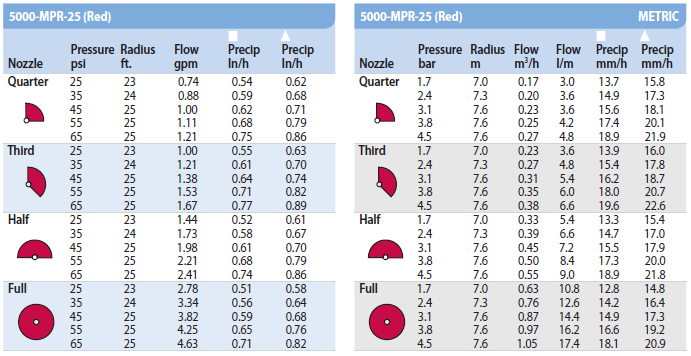 5000-MPR-25 (Red)
Pressure Radius Flow Precip Precip
Nozzle psi ft. gpm In/h In/h
Quarter 25 23 0.74 0.54 0.62
35 24 0.88 0.59 0.68
45 25 1.00 0.62 0.71
55 25 1.11 0.68 0.79
65 25 1.21 0.75 0.86
Third 25 23 1.00 0.55 0.63
35 24 1.21 0.61 0.70
45 25 1.38 0.64 0.74
55 25 1.53 0.71 0.82
65 25 1.67 0.77 0.89
Half 25 23 1.44 0.52 0.61
35 24 1.73 0.58 0.67
45 25 1.98 0.61 0.70
55 25 2.21 0.68 0.79
65 25 2.41 0.74 0.86
Full 25 23 2.78 0.51 0.58
35 24 3.34 0.56 0.64
45 25 3.82 0.59 0.68
55 25 4.25 0.65 0.76
65 25 4.63 0.71 0.82
5000-MPR-25 (Red) METRIC
Pressure Radius Flow Flow Precip Precip
Nozzle bar m m³/h l/m mm/h mm/h
Quarter 1.7 7.0 0.17 3.0 13.7 15.8
2.4 7.3 0.20 3.6 14.9 17.3
3.1 7.6 0.23 3.6 15.6 18.1
3.8 7.6 0.25 4.2 17.4 20.1
4.5 7.6 0.27 4.8 18.9 21.9
Third 1.7 7.0 0.23 3.6 13.9 16.0
2.4 7.3 0.27 4.8 15.4 17.8
3.1 7.6 0.31 5.4 16.2 18.7
3.8 7.6 0.35 6.0 18.0 20.7
4.5 7.6 0.38 6.6 19.6 22.6
Half 1.7 7.0 0.33 5.4 13.3 15.4
2.4 7.3 0.39 6.6 14.7 17.0
3.1 7.6 0.45 7.2 15.5 17.9
3.8 7.6 0.50 8.4 17.3 20.0
4.5 7.6 0.55 9.0 18.9 21.8
Full 1.7 7.0 0.63 10.8 12.8 14.8
2.4 7.3 0.76 12.6 14.2 16.4
3.1 7.6 0.87 14.4 14.9 17.3
3.8 7.6 0.97 16.2 16.6 19.2
4.5 7.6 1.05 17.4 18.1 20.9